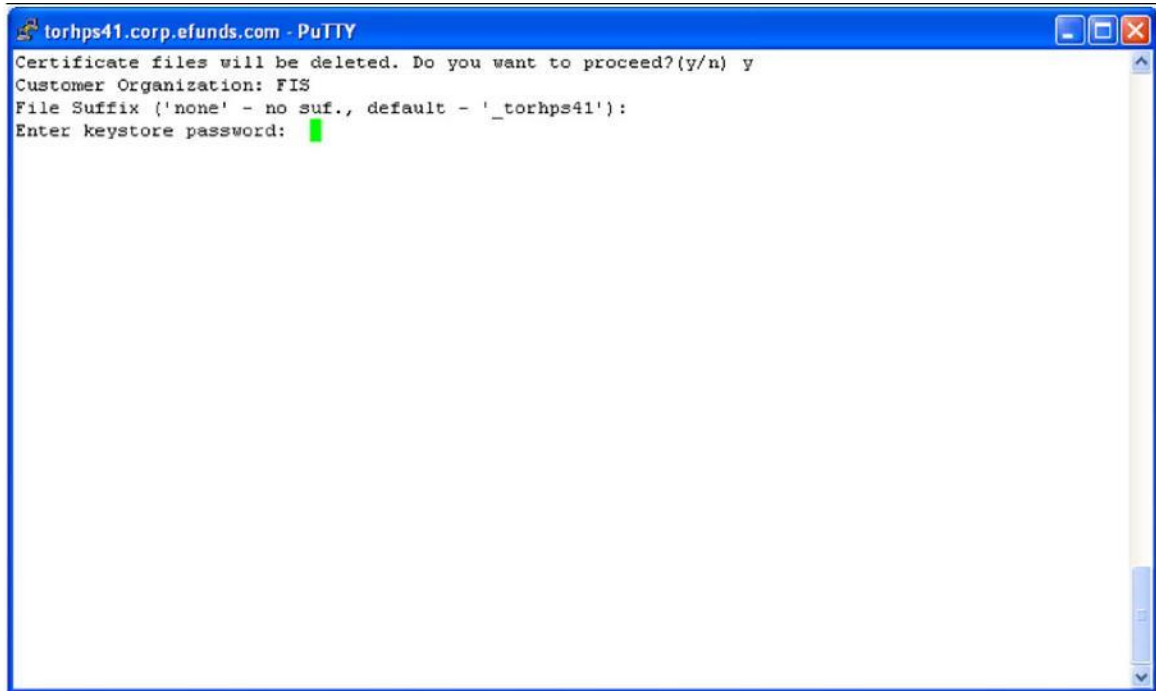 torhps41.corp.efunds.com - PuTTY
Certificate files will be deleted. Do you want to proceed?(y/n) y
Customer Organization: FIS
File Suffix ('none' - no suf., default - '_torhps41'):
Enter keystore password: